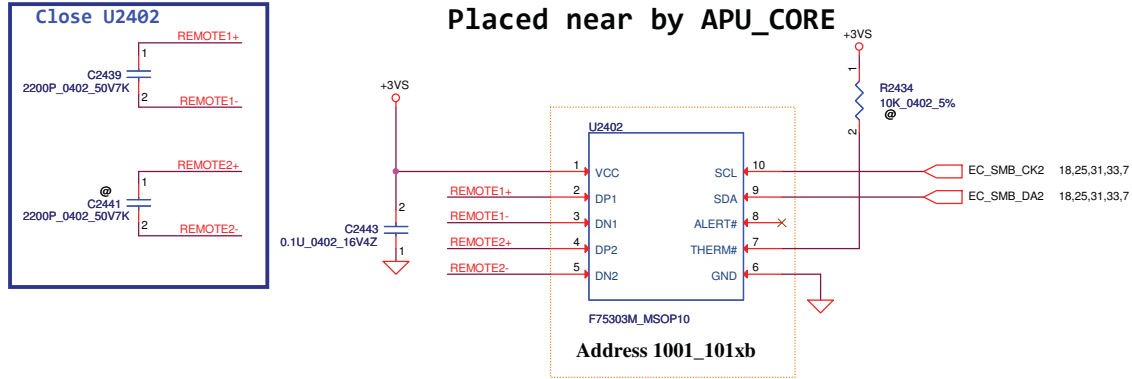 Close U2402
Placed near by APU_CORE
REMOTE1+
1
C2439
2200P_0402_50V7K
2
REMOTE1-
REMOTE2+
@
1
C2441
2200P_0402_50V7K
2
REMOTE2-
+3VS
2
C2443
0.1U_0402_16V4Z
1
+3VS
1
R2434
10K_0402_5%
@
2
U2402
1 VCC
REMOTE1+ 2 DP1
REMOTE1- 3 DN1
REMOTE2+ 4 DP2
REMOTE2- 5 DN2
SCL 10 EC_SMB_CK2 18,25,31,33,7
SDA 9 EC_SMB_DA2 18,25,31,33,7
ALERT# 8
THERM# 7
GND 6
F75303M_MSOP10
Address 1001_101xb